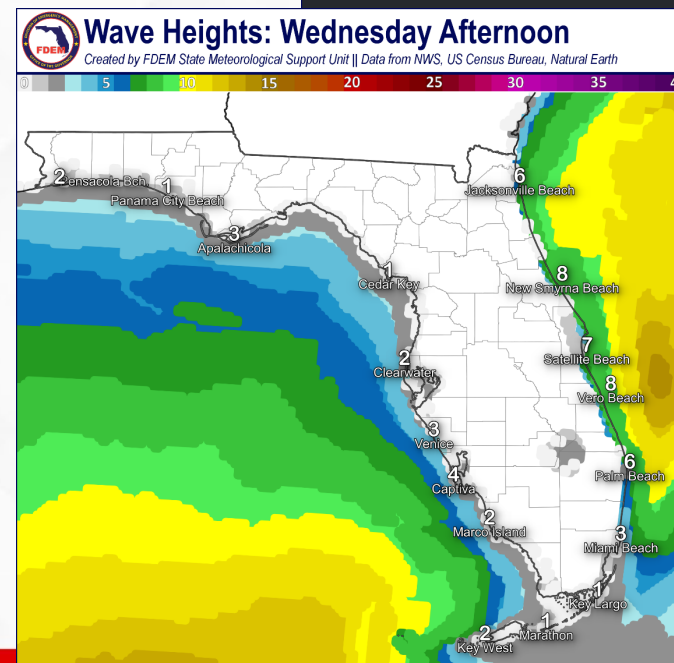 Wave Heights: Wednesday Afternoon
FDEM
Created by FDEM State Meteorological Support Unit || Data from NWS, US Census Bureau, Natural Earth
0 5 10 15 20 25 30 35
6
Jacksonville Beach
2
Pensacola Bch.
1
Panama City Beach
3
Apalachicola
1
Cedar Key
8
New Smyrna Beach
7
Satellite Beach
2
Clearwater
8
Vero Beach
3
Venice
6
Palm Beach
4
Captiva
2
Marco Island
3
Miami Beach
1
Key Largo
1
Marathon
2
Key West